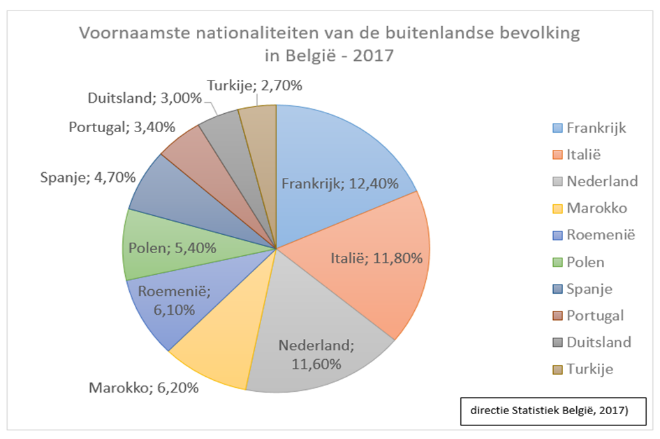 Voornaamste nationaliteiten van de buitenlandse bevolking
in België - 2017
Turkije; 2,70%
Duitsland; 3,00%
Portugal; 3,40%
Spanje; 4,70%
Polen; 5,40%
Roemenië;
6,10%
Marokko; 6,20%
Nederland;
11,60%
Italië; 11,80%
Frankrijk; 12,40%
Frankrijk
Italië
Nederland
Marokko
Roemenië
Polen
Spanje
Portugal
Duitsland
Turkije
directie Statistiek België, 2017)